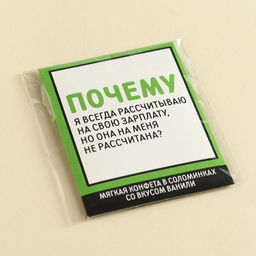 ПОЧЕМУ
Я ВСЕГДА РАССЧИТЫВАЮ
НА СВОЮ ЗАРПЛАТУ,
НО ОНА НА МЕНЯ
НЕ РАССЧИТАНА?
МЯГКАЯ КОНФЕТА В СОЛОМИНКАХ
СО ВКУСОМ ВАНИЛИ